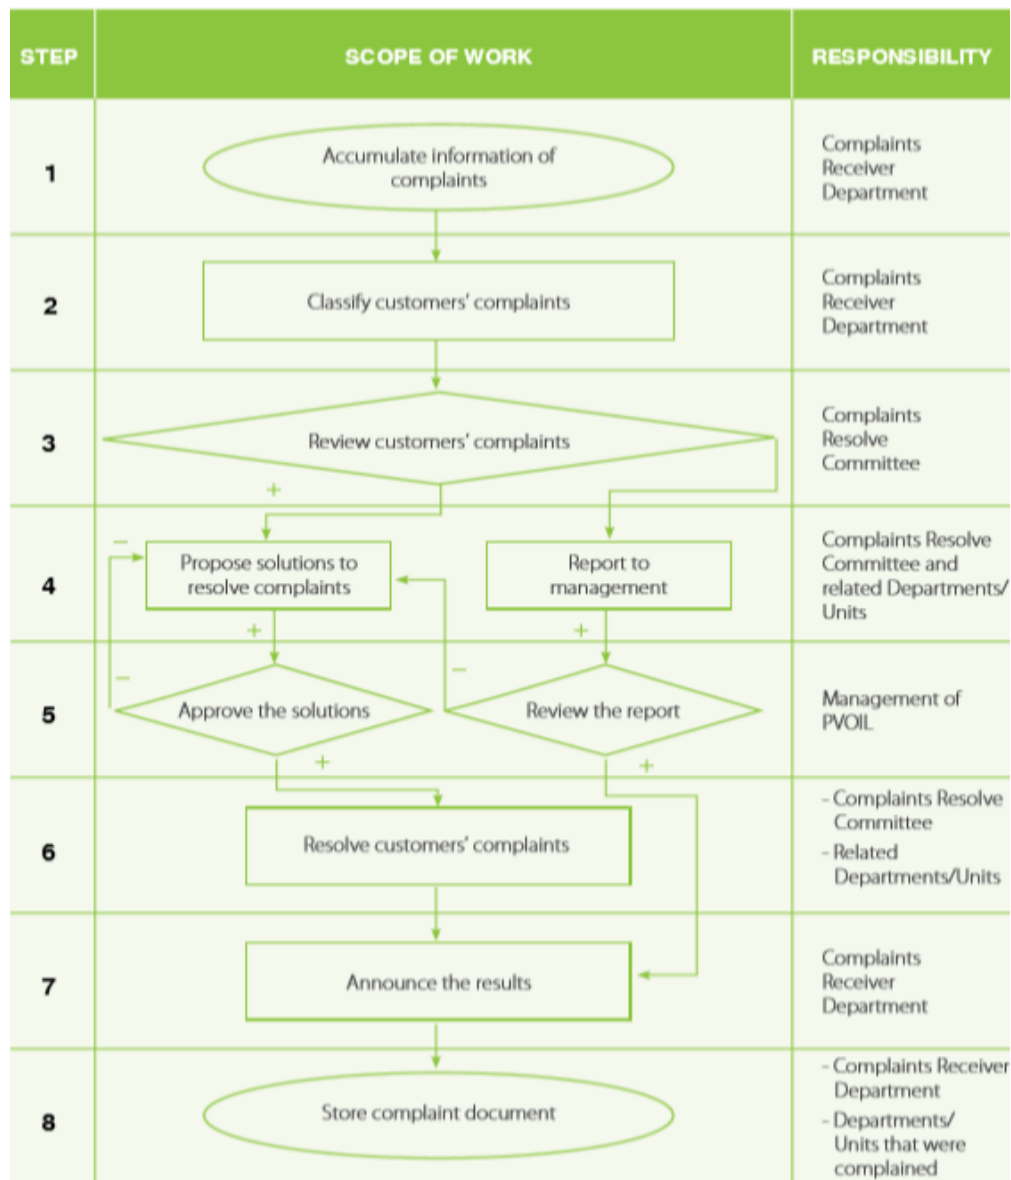 STEP
SCOPE OF WORK
RESPONSIBILITY
1
Accumulate information of
complaints
Complaints
Receiver
Department
2
Classify customers' complaints
Complaints
Receiver
Department
3
Review customers' complaints
+
Complaints
Resolve
Committee
4
−
Propose solutions to
resolve complaints
Report to
management
+
+
Complaints Resolve
Committee and
related Departments/
Units
5
−
−
Approve the solutions
Review the report
+
+
Management of
PVOIL
6
Resolve customers' complaints
- Complaints Resolve
Committee
- Related
Departments/Units
7
Announce the results
Complaints
Receiver
Department
8
Store complaint document
- Complaints Receiver
Department
- Departments/
Units that were
complained